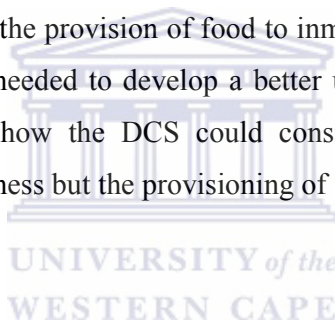 the provision of food to inm
needed to develop a better u
how the DCS could cons
ness but the provisioning of
UNIVERSITY of the
WESTERN CAPE